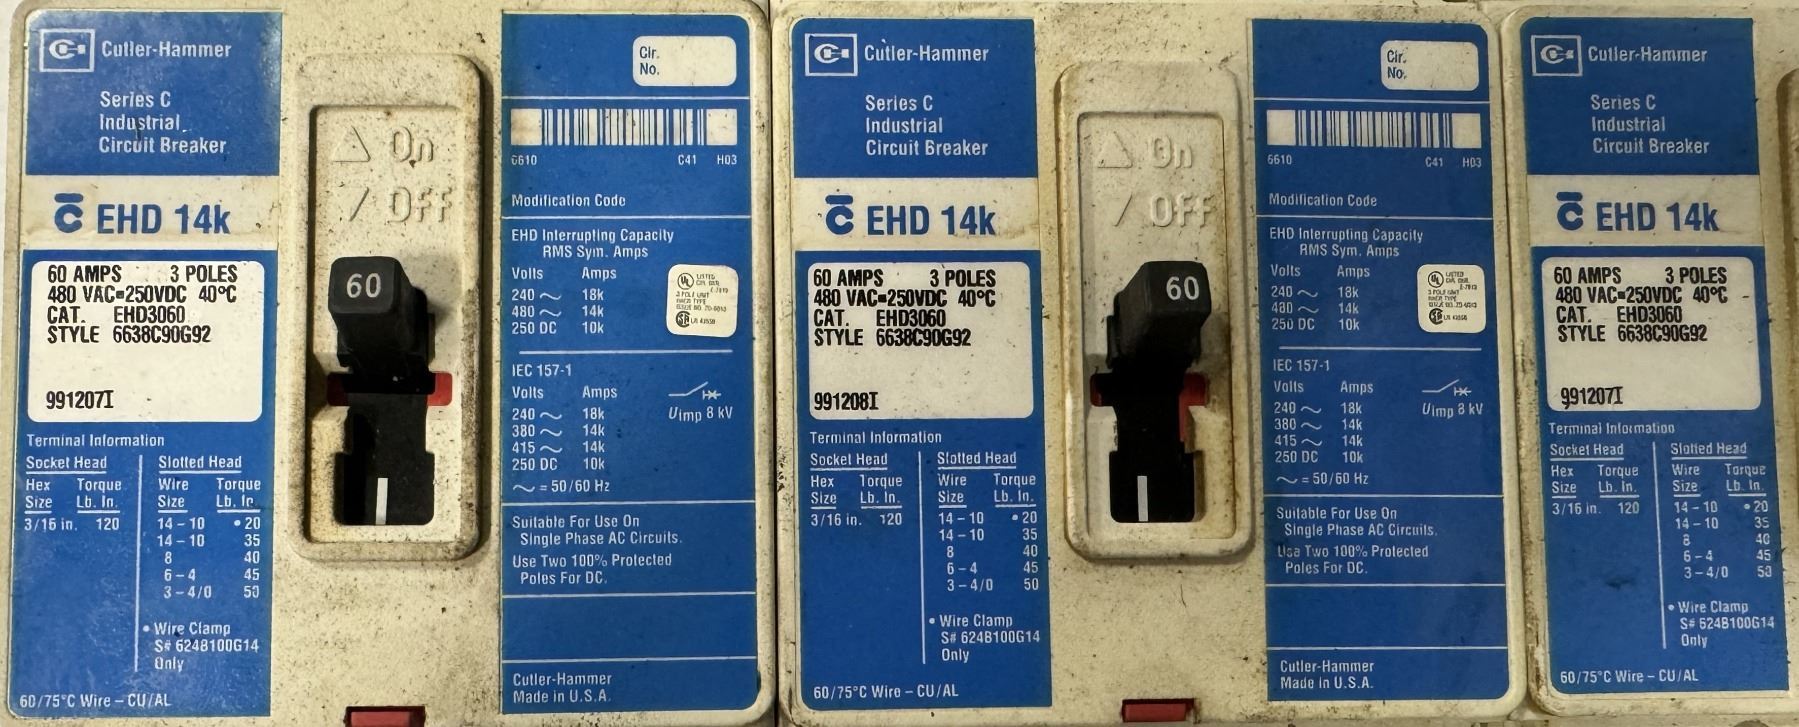 Cutler-Hammer
Series C
Industrial
Circuit Breaker
C EHD 14k
60 AMPS 3 POLES
480 VAC=250VDC 40°C
CAT. EHD3060
STYLE 6638C90G92
991207I
Terminal Information
Socket Head Slotted Head
Hex Torque Wire Torque
Size Lb. In. Size Lb. In.
3/16 in. 120 14-10 •20
14-10 35
8 40
6-4 45
3-4/0 50
• Wire Clamp
S# 624B100G14
Only
60/75°C Wire – CU/AL
On
Off
60
Cir.
No.
6610 C41 H03
Modification Code
EHD Interrupting Capacity
RMS Sym. Amps
Volts Amps
240 ~ 18k
480 ~ 14k
250 DC 10k
UL LISTED
IEC 157-1
Volts Amps
240 ~ 18k
380 ~ 14k
415 ~ 14k
250 DC 10k
~ = 50/60 Hz
Uimp 8 kV
Suitable For Use On
Single Phase AC Circuits.
Use Two 100% Protected
Poles For DC.
Cutler-Hammer
Made in U.S.A.
Cutler-Hammer
Series C
Industrial
Circuit Breaker
C EHD 14k
60 AMPS 3 POLES
480 VAC=250VDC 40°C
CAT. EHD3060
STYLE 6638C90G92
991208I
Terminal Information
Socket Head Slotted Head
Hex Torque Wire Torque
Size Lb. In. Size Lb. In.
3/16 in. 120 14-10 •20
14-10 35
8 40
6-4 45
3-4/0 50
• Wire Clamp
S# 624B100G14
Only
60/75°C Wire – CU/AL
On
Off
60
Cir.
No.
6610 C41 H03
Modification Code
EHD Interrupting Capacity
RMS Sym. Amps
Volts Amps
240 ~ 18k
480 ~ 14k
250 DC 10k
UL LISTED
IEC 157-1
Volts Amps
240 ~ 18k
380 ~ 14k
415 ~ 14k
250 DC 10k
~ = 50/60 Hz
Uimp 8 kV
Suitable For Use On
Single Phase AC Circuits.
Use Two 100% Protected
Poles For DC.
Cutler-Hammer
Made in U.S.A.
Cutler-Hammer
Series C
Industrial
Circuit Breaker
C EHD 14k
60 AMPS 3 POLES
480 VAC=250VDC 40°C
CAT. EHD3060
STYLE 6638C90G92
991207I
Terminal Information
Socket Head Slotted Head
Hex Torque Wire Torque
Size Lb. In. Size Lb. In.
3/16 in. 120 14-10 •20
14-10 35
8 40
6-4 45
3-4/0 50
• Wire Clamp
S# 624B100G14
Only
60/75°C Wire – CU/AL